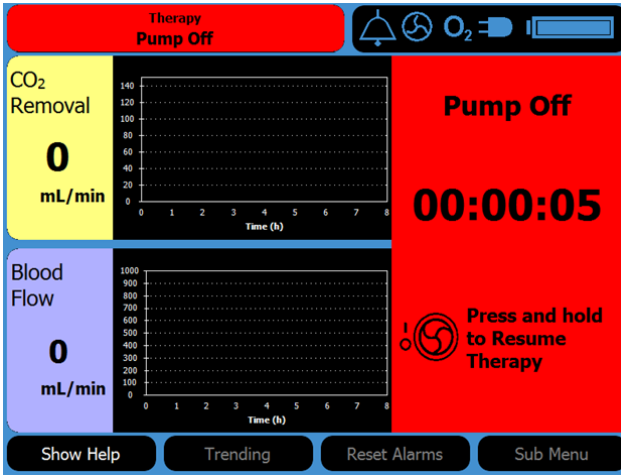 Therapy
Pump Off
O₂
CO₂
Removal
0
mL/min
140
120
100
80
60
40
20
0
0 1 2 3 4 5 6 7 8
Time (h)
Pump Off
00:00:05
Blood
Flow
0
mL/min
1000
900
800
700
600
500
400
300
200
100
0
0 1 2 3 4 5 6 7 8
Time (h)
Press and hold
to Resume
Therapy
Show Help
Trending
Reset Alarms
Sub Menu